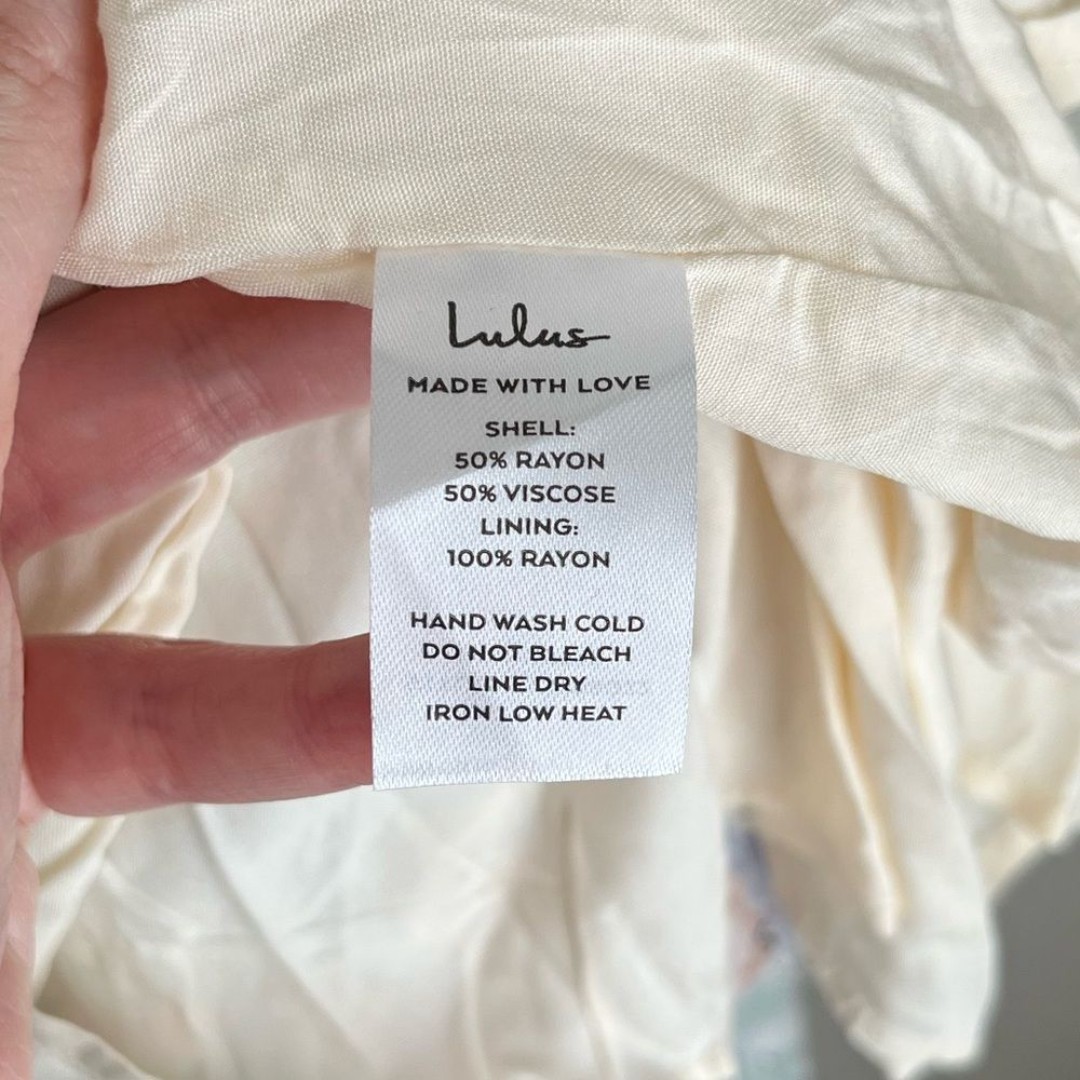 Lulus
MADE WITH LOVE
SHELL:
50% RAYON
50% VISCOSE
LINING:
100% RAYON
HAND WASH COLD
DO NOT BLEACH
LINE DRY
IRON LOW HEAT